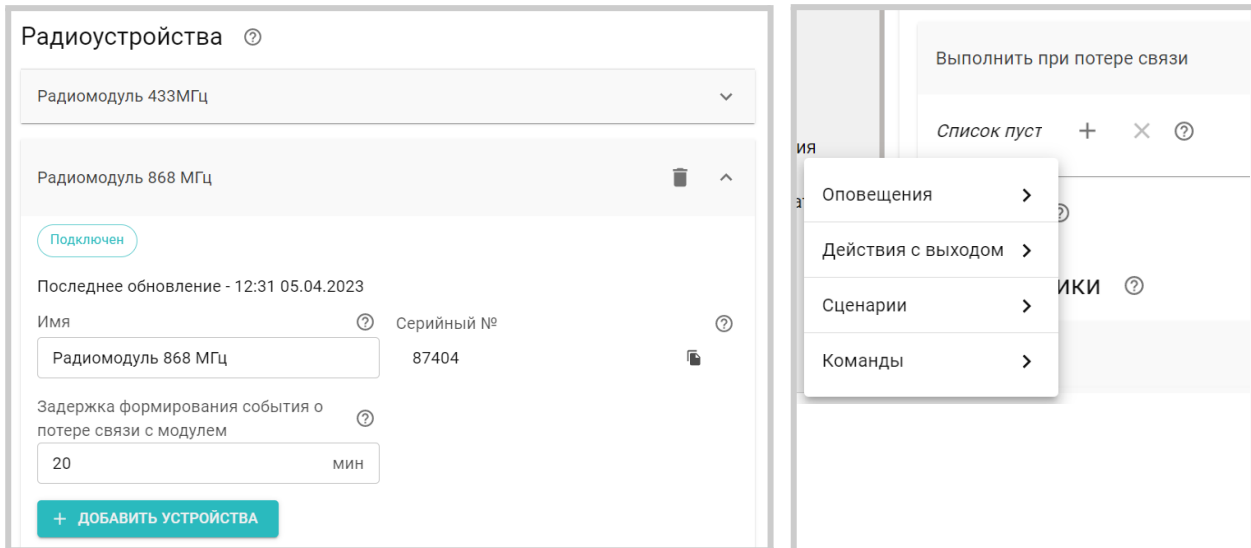 Радиоустройства
Радиомодуль 433МГц
Радиомодуль 868 МГц
Подключен
Последнее обновление - 12:31 05.04.2023
Имя
Серийный №
Радиомодуль 868 МГц
87404
Задержка формирования события о
потере связи с модулем
20 мин
+ ДОБАВИТЬ УСТРОЙСТВА
Выполнить при потере связи
Список пуст
ия
Оповещения
Действия с выходом
Сценарии
ики
Команды